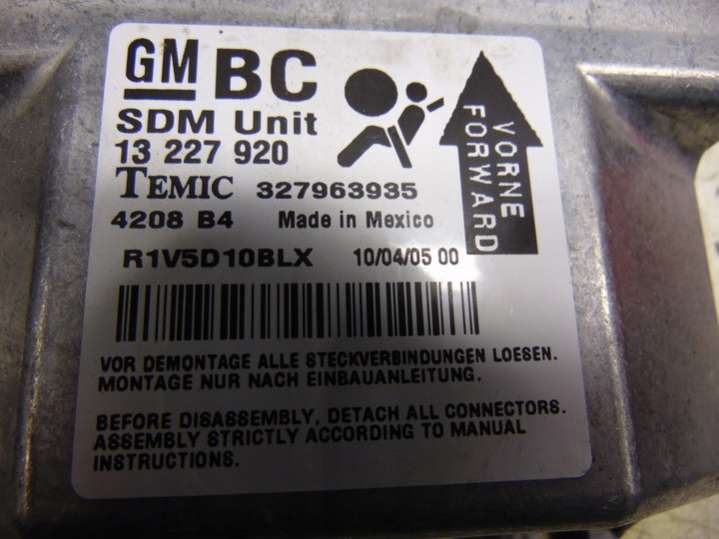 GM BC
SDM Unit
13 227 920
TEMIC 327963935
4208 B4 Made in Mexico
R1V5D10BLX 10/04/05 00
VORNE
FORWARD
VOR DEMONTAGE ALLE STECKVERBINDUNGEN LOESEN.
MONTAGE NUR NACH EINBAUANLEITUNG.
BEFORE DISASSEMBLY, DETACH ALL CONNECTORS.
ASSEMBLY STRICTLY ACCORDING TO MANUAL
INSTRUCTIONS.